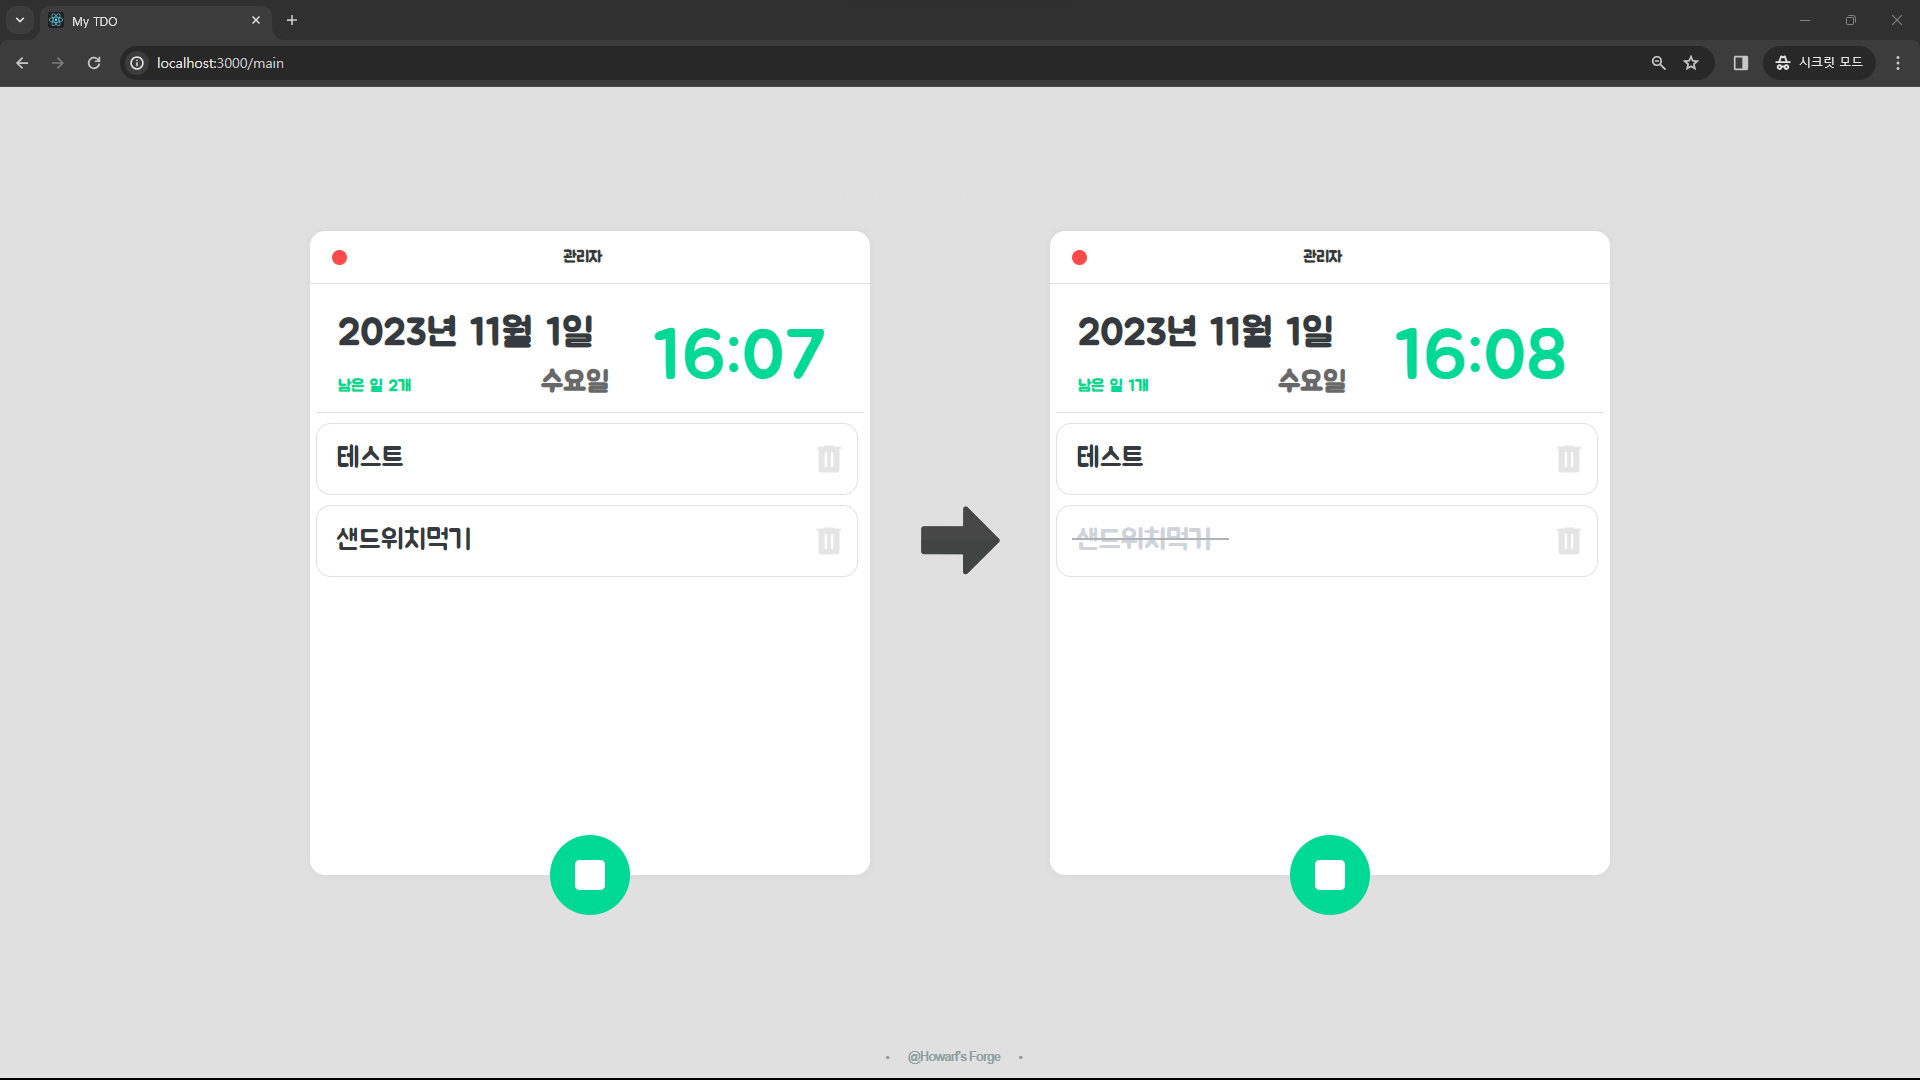 My TDO
localhost:3000/main
시크릿 모드
관리자
2023년 11월 1일
16:07
남은 일 2개
수요일
테스트
샌드위치먹기
관리자
2023년 11월 1일
16:08
남은 일 1개
수요일
테스트
샌드위치먹기
• @Howarf's Forge •